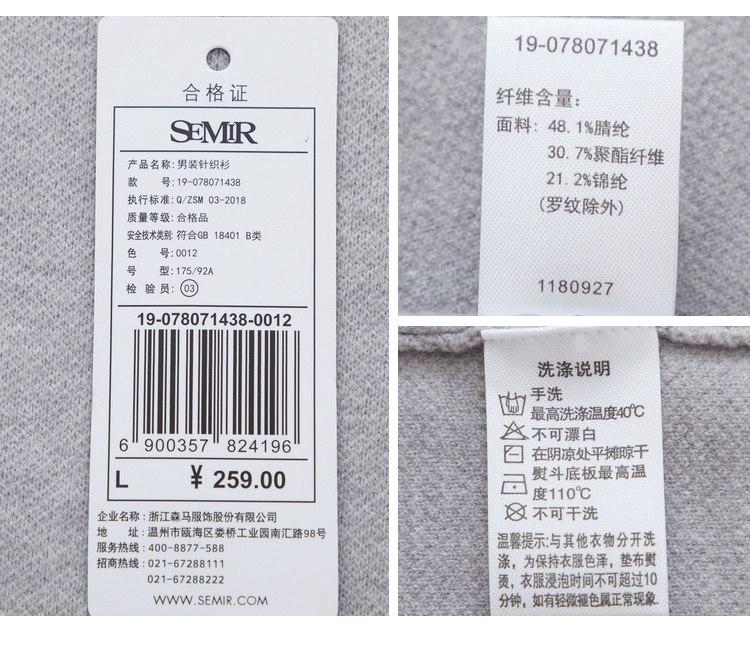 合格证
SEMIR
产品名称:男装针织衫
款 号:19-078071438
执行标准:Q/ZSM 03-2018
质量等级:合格品
安全技术类别:符合GB 18401 B类
色 号:0012
号 型:175/92A
检 验 员:03
19-078071438-0012
6 900357 824196
L ¥ 259.00
企业名称:浙江森马服饰股份有限公司
地 址:温州市瓯海区娄桥工业园南汇路98号
服务热线:400-8877-588
招商热线:021-67288111
021-67288222
WWW.SEMIR.COM
19-078071438
纤维含量:
面料: 48.1%腈纶
30.7%聚酯纤维
21.2%锦纶
(罗纹除外)
1180927
洗涤说明
手洗
最高洗涤温度40℃
不可漂白
在阴凉处平摊晾干
熨斗底板最高温
度110℃
不可干洗
温馨提示:与其他衣物分开洗
涤, 为保持衣服色泽, 垫布熨
烫, 衣服浸泡时间不可超过10
分钟, 如有轻微褪色属正常现象.